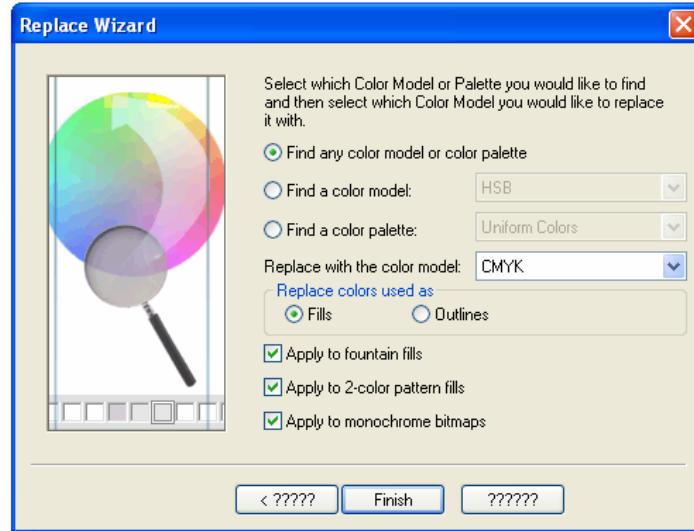 Replace Wizard
Select which Color Model or Palette you would like to find
and then select which Color Model you would like to replace
it with.
Find any color model or color palette
Find a color model: HSB
Find a color palette: Uniform Colors
Replace with the color model: CMYK
Replace colors used as
Fills Outlines
Apply to fountain fills
Apply to 2-color pattern fills
Apply to monochrome bitmaps
< ????? Finish ??????